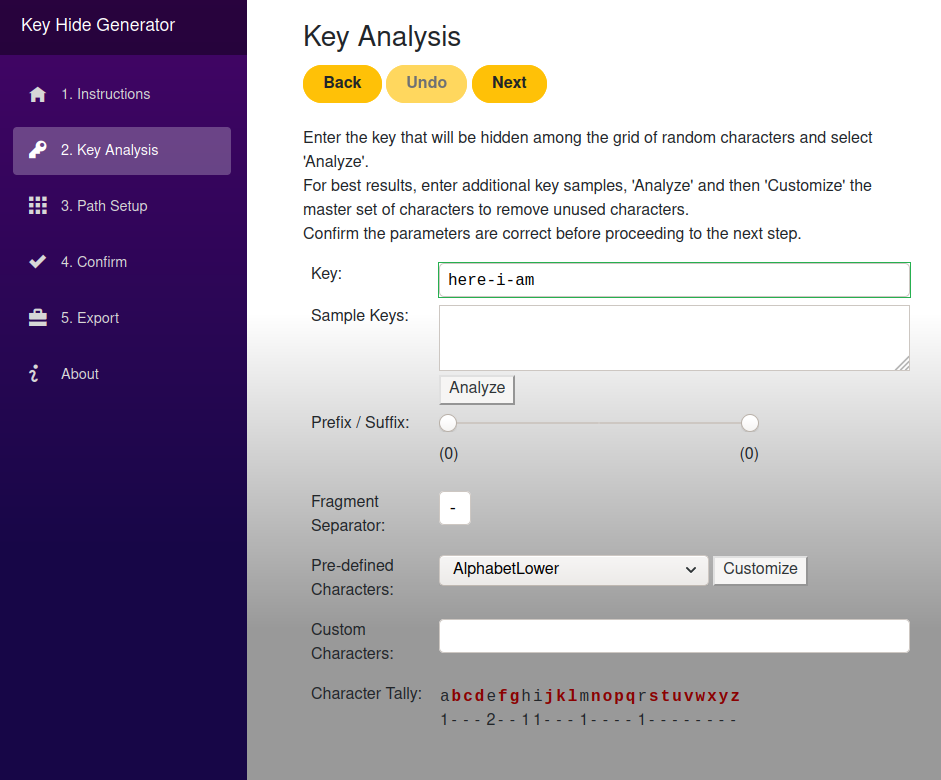 Key Hide Generator
1. Instructions
2. Key Analysis
3. Path Setup
4. Confirm
5. Export
About
Key Analysis
Back Undo Next
Enter the key that will be hidden among the grid of random characters and select
'Analyze'.
For best results, enter additional key samples, 'Analyze' and then 'Customize' the
master set of characters to remove unused characters.
Confirm the parameters are correct before proceeding to the next step.
Key: here-i-am
Sample Keys:
Analyze
Prefix / Suffix:
(0) (0)
Fragment
Separator: -
Pre-defined
Characters: AlphabetLower Customize
Custom
Characters:
Character Tally: abcdefghijklmnopqrstuvwxyz
1---2--11---1----1--------